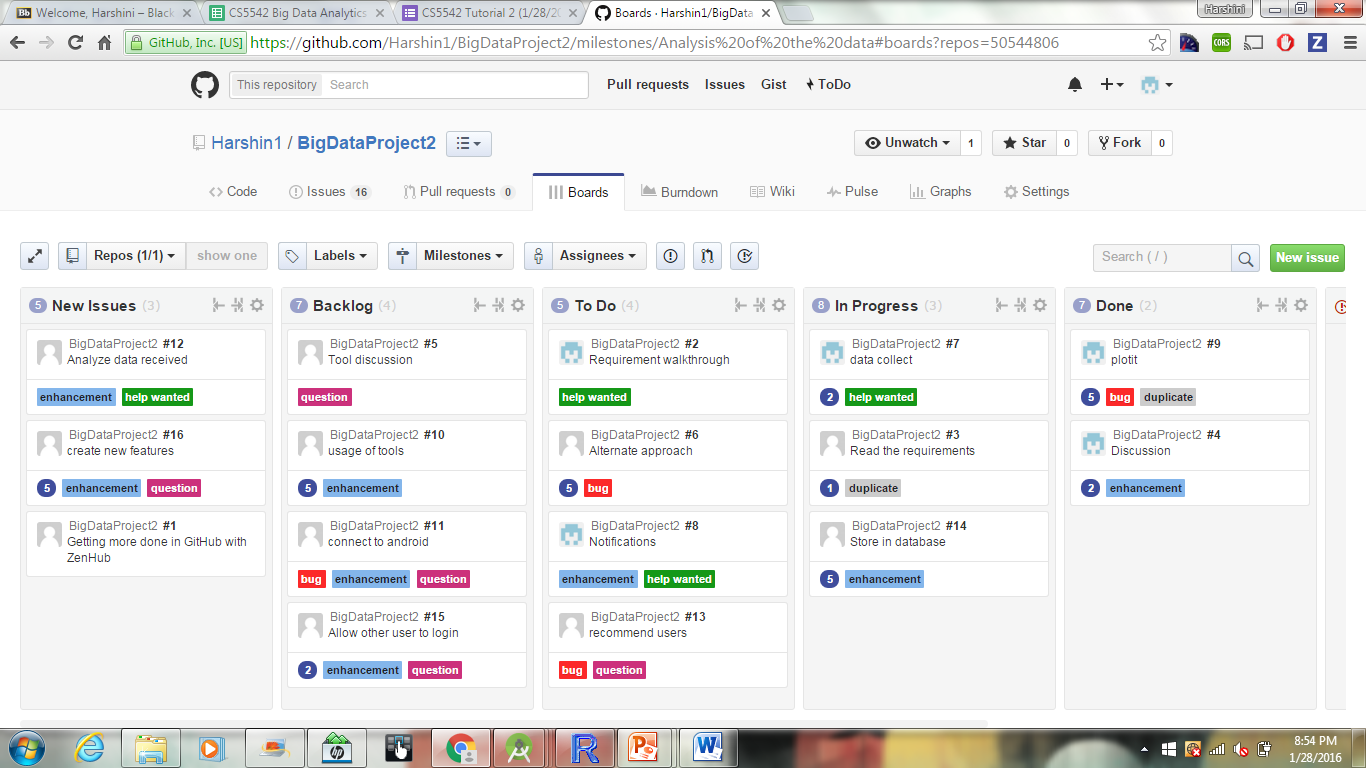 Welcome, Harshini – Black
CS5542 Big Data Analytics
CS5542 Tutorial 2 (1/28/20
Boards · Harshin1/BigData
Harshini
GitHub, Inc. [US] https://github.com/Harshin1/BigDataProject2/milestones/Analysis%20of%20the%20data#boards?repos=50544806
This repository Search Pull requests Issues Gist ToDo
Harshin1 / BigDataProject2 Unwatch 1 Star 0 Fork 0
Code Issues 16 Pull requests 0 Boards Burndown Wiki Pulse Graphs Settings
Repos (1/1) show one Labels Milestones Assignees Search ( / ) New issue
5 New Issues (3)
BigDataProject2 #12
Analyze data received
enhancement help wanted
BigDataProject2 #16
create new features
5 enhancement question
BigDataProject2 #1
Getting more done in GitHub with
ZenHub
7 Backlog (4)
BigDataProject2 #5
Tool discussion
question
BigDataProject2 #10
usage of tools
5 enhancement
BigDataProject2 #11
connect to android
bug enhancement question
BigDataProject2 #15
Allow other user to login
2 enhancement question
5 To Do (4)
BigDataProject2 #2
Requirement walkthrough
help wanted
BigDataProject2 #6
Alternate approach
5 bug
BigDataProject2 #8
Notifications
enhancement help wanted
BigDataProject2 #13
recommend users
bug question
8 In Progress (3)
BigDataProject2 #7
data collect
2 help wanted
BigDataProject2 #3
Read the requirements
1 duplicate
BigDataProject2 #14
Store in database
5 enhancement
7 Done (2)
BigDataProject2 #9
plotit
5 bug duplicate
BigDataProject2 #4
Discussion
2 enhancement
8:54 PM
1/28/2016